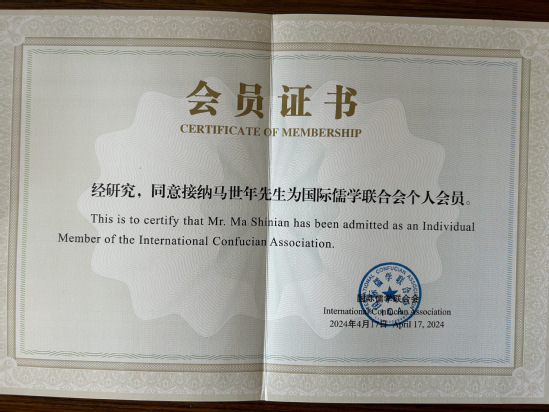 会员证书
CERTIFICATE OF MEMBERSHIP
经研究，同意接纳马世年先生为国际儒学联合会个人会员。
This is to certify that Mr. Ma Shinian has been admitted as an Individual
Member of the International Confucian Association.
国际儒学联合会
International Confucian Association
2024年4月17日 April 17, 2024